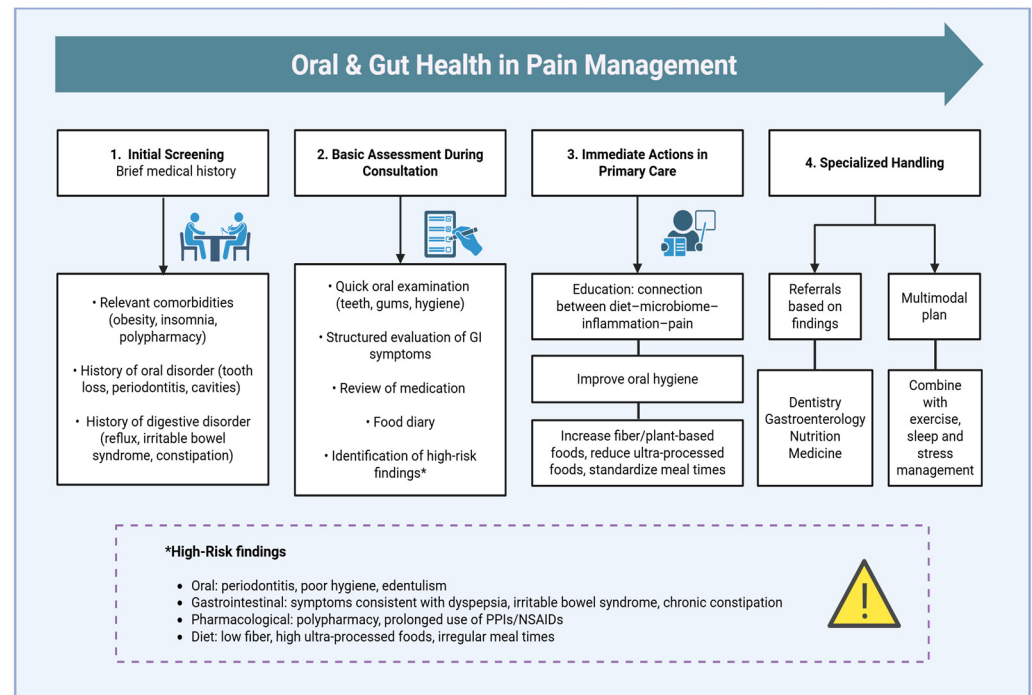 Oral & Gut Health in Pain Management
1. Initial Screening
Brief medical history
• Relevant comorbidities
(obesity, insomnia,
polypharmacy)
• History of oral disorder (tooth
loss, periodontitis, cavities)
• History of digestive disorder
(reflux, irritable bowel
syndrome, constipation)
2. Basic Assessment During
Consultation
• Quick oral examination
(teeth, gums, hygiene)
• Structured evaluation of GI
symptoms
• Review of medication
• Food diary
• Identification of high-risk
findings*
3. Immediate Actions in
Primary Care
Education: connection
between diet–microbiome–
inflammation–pain
Improve oral hygiene
Increase fiber/plant-based
foods, reduce ultra-processed
foods, standardize meal times
4. Specialized Handling
Referrals
based on
findings
Dentistry
Gastroenterology
Nutrition
Medicine
Multimodal
plan
Combine
with
exercise,
sleep and
stress
management
*High-Risk findings
• Oral: periodontitis, poor hygiene, edentulism
• Gastrointestinal: symptoms consistent with dyspepsia, irritable bowel syndrome, chronic constipation
• Pharmacological: polypharmacy, prolonged use of PPIs/NSAIDs
• Diet: low fiber, high ultra-processed foods, irregular meal times